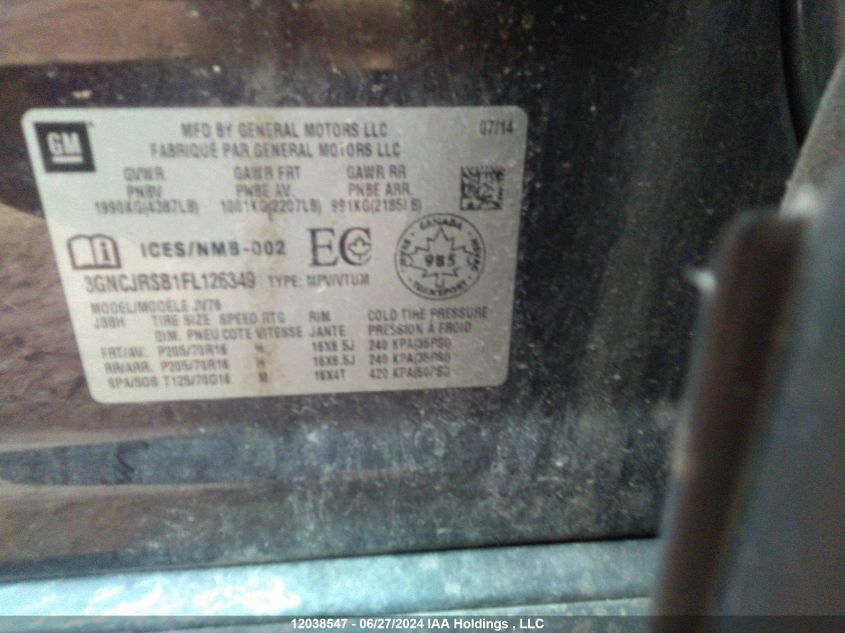 GM
MFD BY GENERAL MOTORS LLC 07/14
FABRIQUÉ PAR GENERAL MOTORS LLC
GVWR GAWR FRT GAWR RR
PNBV PNBE AV. PNBE ARR.
1990KG(4387LB) 1001KG(2207LB) 991KG(2185LB)
ICES/NMB-002 EC CANADA 985 TRANSPORT
3GNCJRSB1FL126349 TYPE: MPV/VTUM
MODEL/MODÈLE JV76
TIRE SIZE SPEED RTG RIM COLD TIRE PRESSURE
DIM. PNEU COTE VITESSE JANTE PRESSION À FROID
FRT/AV. P205/70R16 H 16X6.5J 240 KPA(35PSI)
RR/ARR. P205/70R16 H 16X6.5J 240 KPA(35PSI)
SPA/SOS T125/70D16 M 16X4T 420 KPA(60PSI)
12038547 - 06/27/2024 IAA Holdings , LLC